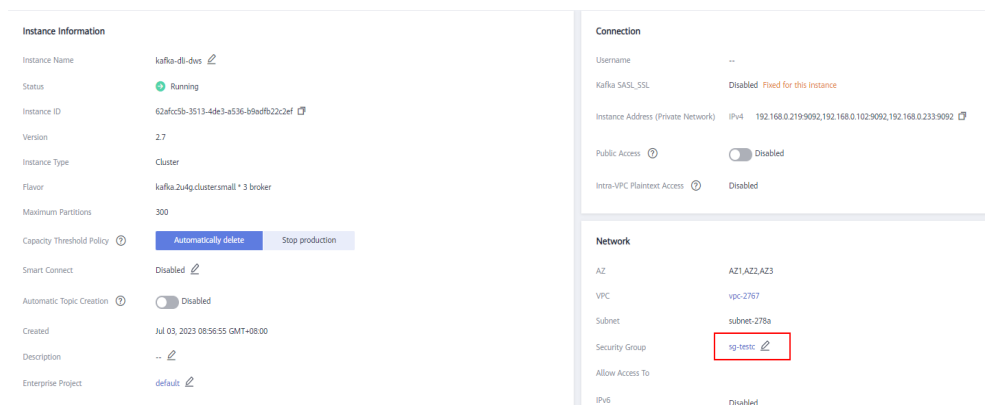 Instance Information
Instance Name kafka-dli-dws
Status Running
Instance ID 62afcc5b-3513-4de3-a536-b9adfb22c2ef
Version 2.7
Instance Type Cluster
Flavor kafka.2u4g.cluster.small * 3 broker
Maximum Partitions 300
Capacity Threshold Policy ? Automatically delete Stop production
Smart Connect Disabled
Automatic Topic Creation ? Disabled
Created Jul 03, 2023 08:56:55 GMT+08:00
Description --
Enterprise Project default
Connection
Username --
Kafka SASL_SSL Disabled Fixed for this instance
Instance Address (Private Network) IPv4 192.168.0.219:9092,192.168.0.102:9092,192.168.0.233:9092
Public Access ? Disabled
Intra-VPC Plaintext Access ? Disabled
Network
AZ AZ1,AZ2,AZ3
VPC vpc-2767
Subnet subnet-278a
Security Group sg-testc
Allow Access To
IPv6 Disabled